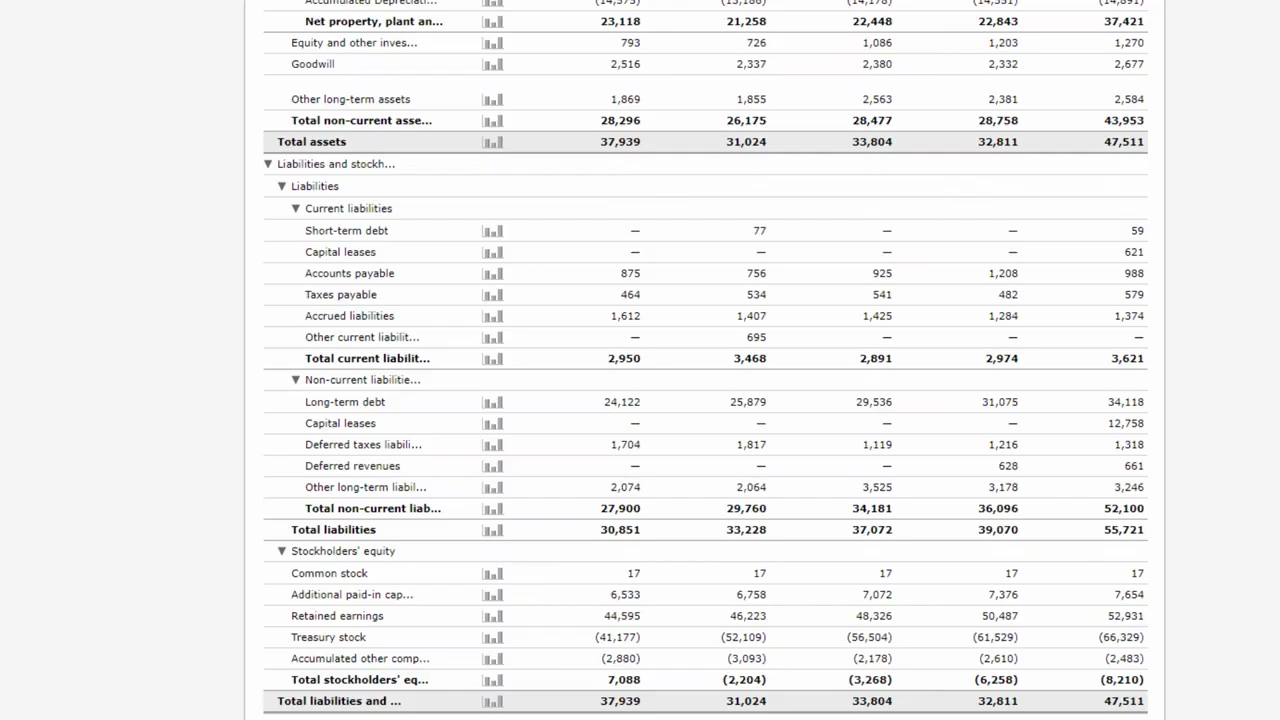 Accumulated Depreciati... (14,575) (13,186) (14,178) (14,351) (14,891)
Net property, plant an... 23,118 21,258 22,448 22,843 37,421
Equity and other inves... 793 726 1,086 1,203 1,270
Goodwill 2,516 2,337 2,380 2,332 2,677
Other long-term assets 1,869 1,855 2,563 2,381 2,584
Total non-current asse... 28,296 26,175 28,477 28,758 43,953
Total assets 37,939 31,024 33,804 32,811 47,511
▼ Liabilities and stockh...
▼ Liabilities
▼ Current liabilities
Short-term debt — 77 — — 59
Capital leases — — — — 621
Accounts payable 875 756 925 1,208 988
Taxes payable 464 534 541 482 579
Accrued liabilities 1,612 1,407 1,425 1,284 1,374
Other current liabilit... — 695 — — —
Total current liabilit... 2,950 3,468 2,891 2,974 3,621
▼ Non-current liabilitie...
Long-term debt 24,122 25,879 29,536 31,075 34,118
Capital leases — — — — 12,758
Deferred taxes liabili... 1,704 1,817 1,119 1,216 1,318
Deferred revenues — — — 628 661
Other long-term liabil... 2,074 2,064 3,525 3,178 3,246
Total non-current liab... 27,900 29,760 34,181 36,096 52,100
Total liabilities 30,851 33,228 37,072 39,070 55,721
▼ Stockholders' equity
Common stock 17 17 17 17 17
Additional paid-in cap... 6,533 6,758 7,072 7,376 7,654
Retained earnings 44,595 46,223 48,326 50,487 52,931
Treasury stock (41,177) (52,109) (56,504) (61,529) (66,329)
Accumulated other comp... (2,880) (3,093) (2,178) (2,610) (2,483)
Total stockholders' eq... 7,088 (2,204) (3,268) (6,258) (8,210)
Total liabilities and ... 37,939 31,024 33,804 32,811 47,511